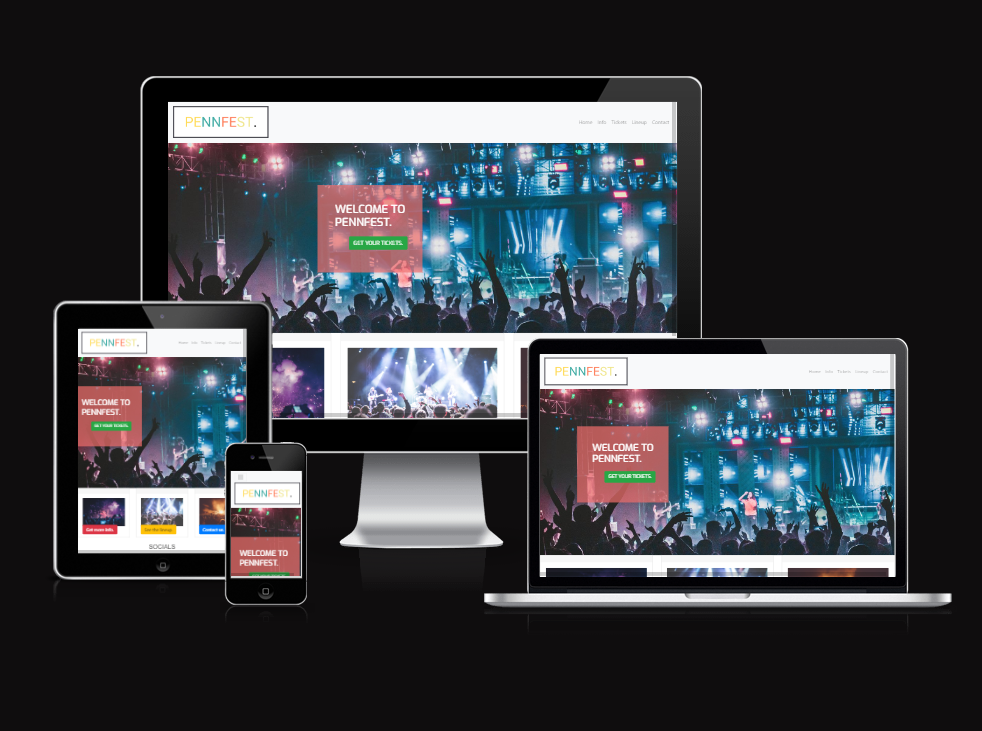 PENNFEST.
Home Info Tickets Lineup Contact
WELCOME TO
PENNFEST.
GET YOUR TICKETS.
PENNFEST.
Home Info Tickets Lineup Contact
WELCOME TO
PENNFEST.
GET YOUR TICKETS.
Get more info.
See the lineup.
Contact us.
SOCIALS
PENNFEST.
WELCOME TO
PENNFEST.
PENNFEST.
Home Info Tickets Lineup Contact
WELCOME TO
PENNFEST.
GET YOUR TICKETS.